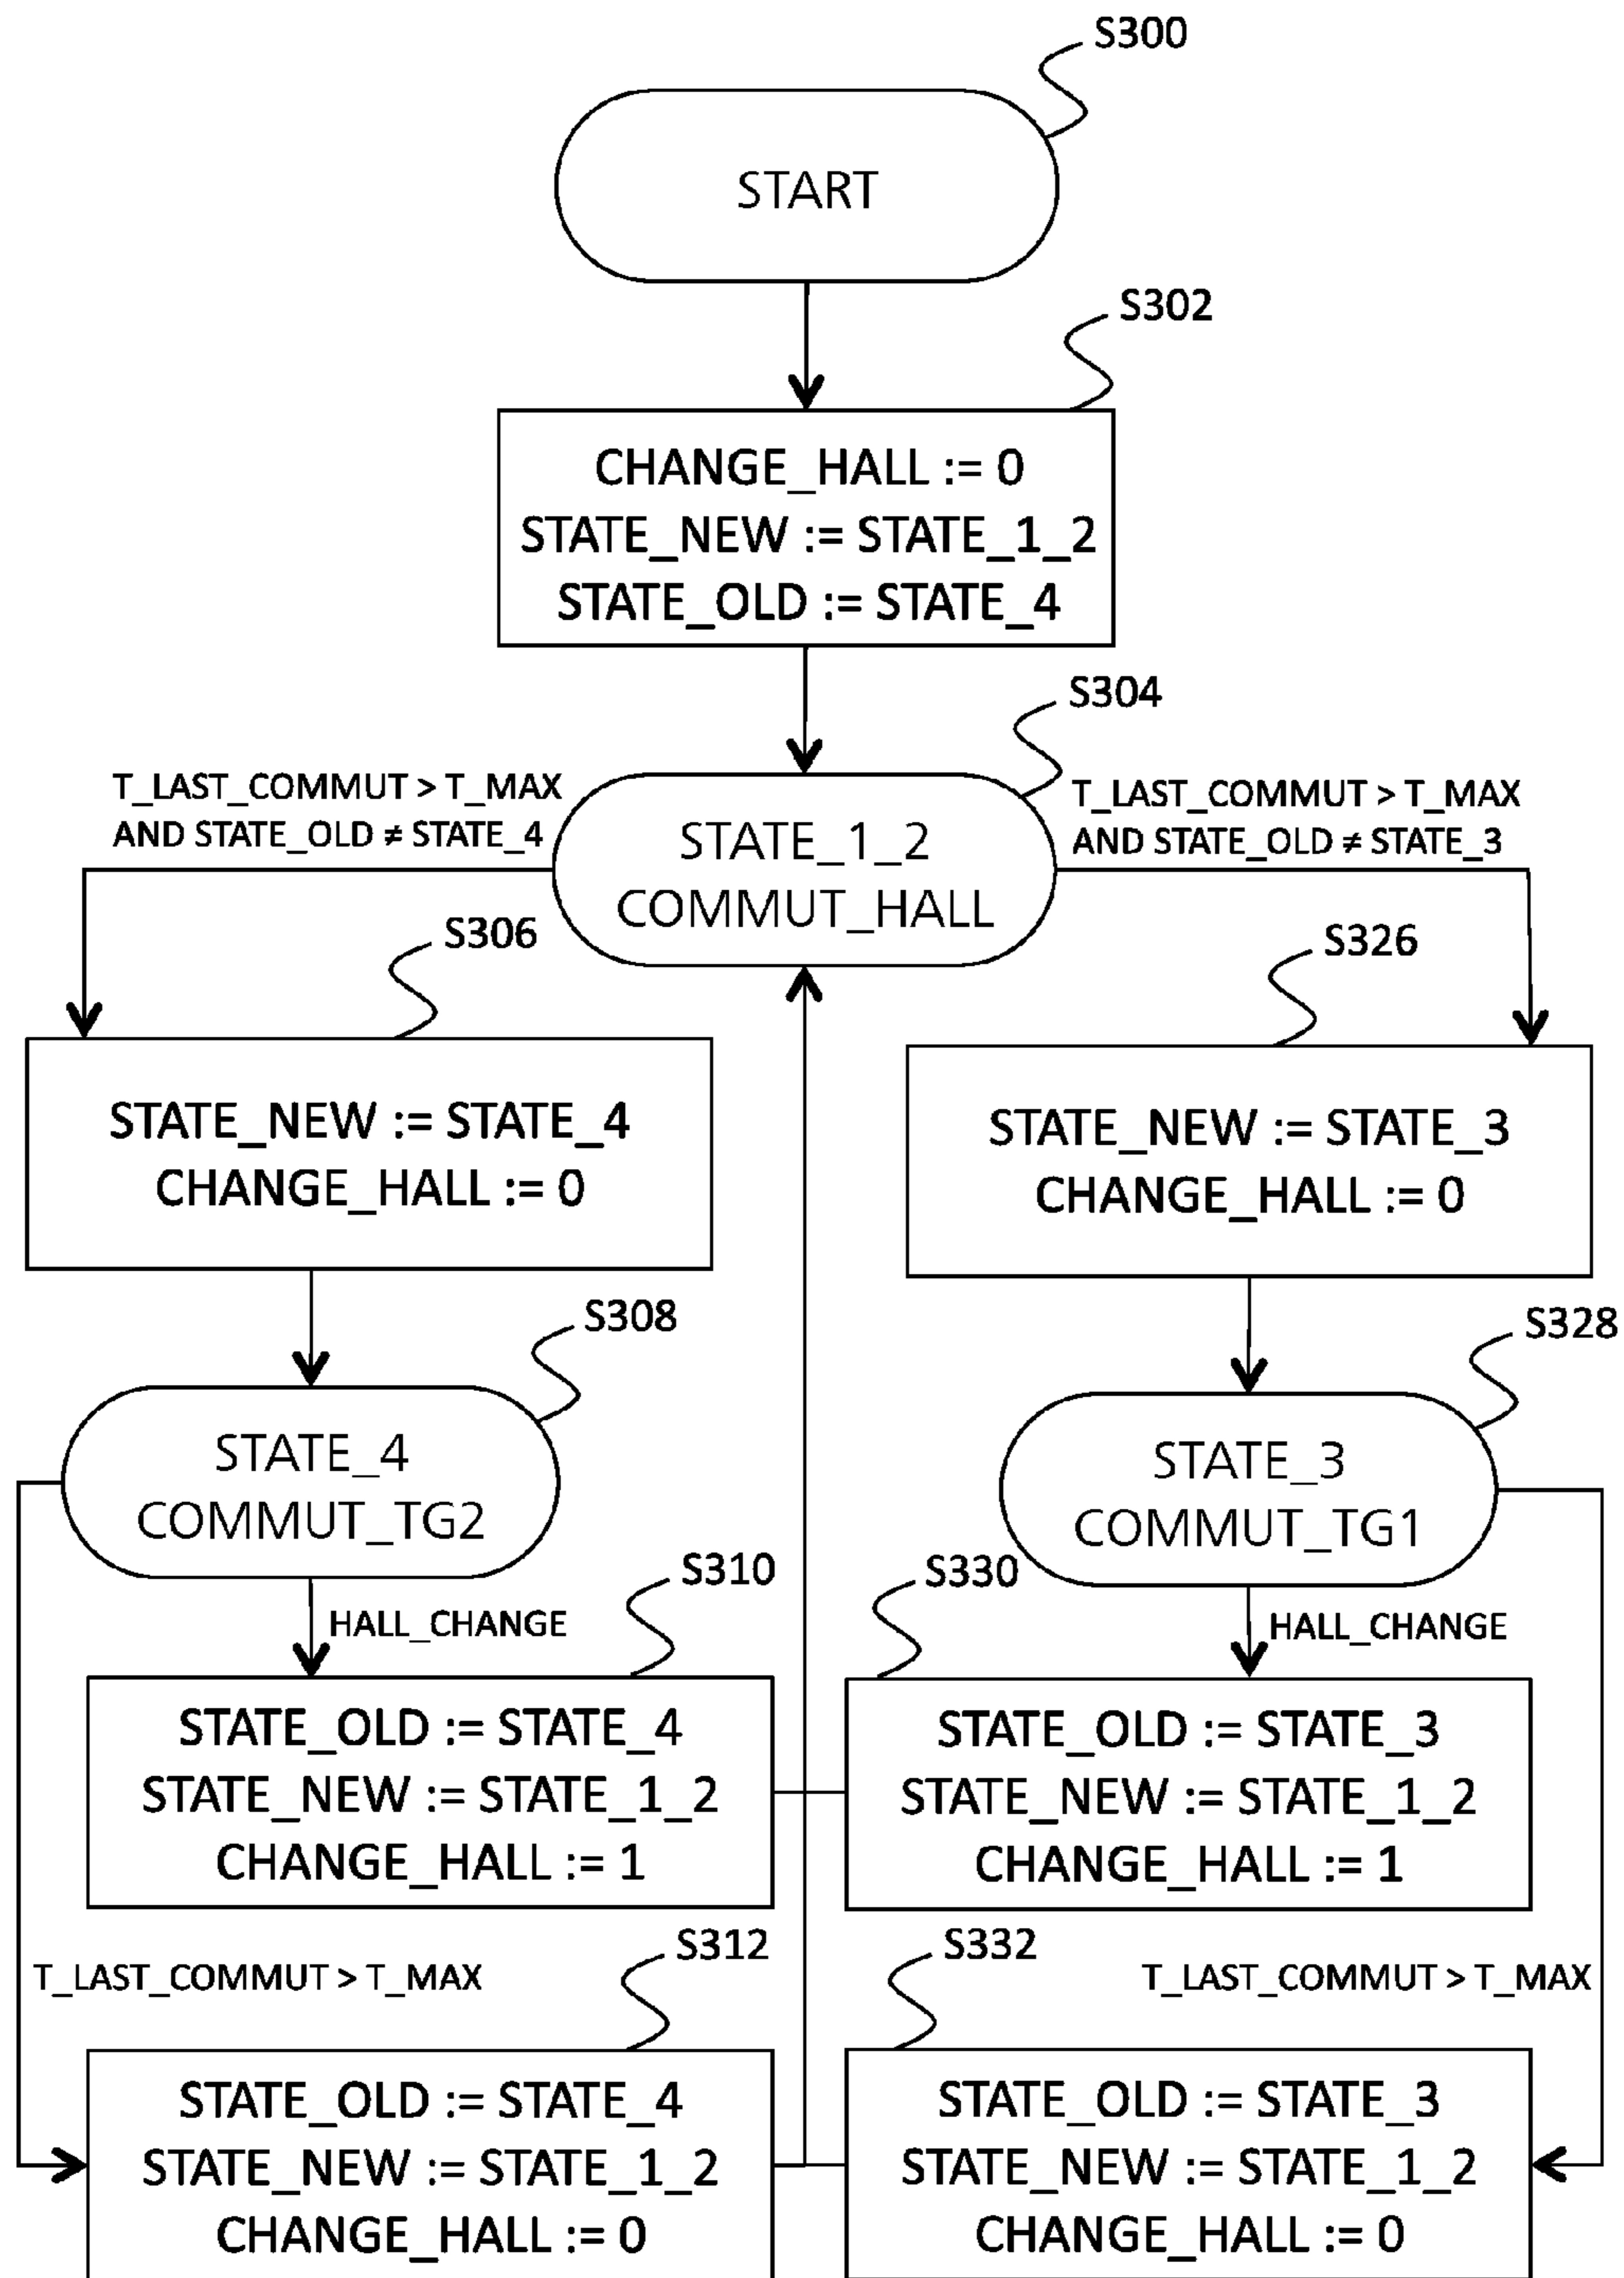 S300
START
S302
CHANGE_HALL := 0
STATE_NEW := STATE_1_2
STATE_OLD := STATE_4
S304
T_LAST_COMMUT > T_MAX
AND STATE_OLD ≠ STATE_4
STATE_1_2
COMMUT_HALL
T_LAST_COMMUT > T_MAX
AND STATE_OLD ≠ STATE_3
S306
S326
STATE_NEW := STATE_4
CHANGE_HALL := 0
STATE_NEW := STATE_3
CHANGE_HALL := 0
S308
S328
STATE_4
COMMUT_TG2
STATE_3
COMMUT_TG1
S310
S330
HALL_CHANGE
HALL_CHANGE
STATE_OLD := STATE_4
STATE_NEW := STATE_1_2
CHANGE_HALL := 1
STATE_OLD := STATE_3
STATE_NEW := STATE_1_2
CHANGE_HALL := 1
S312
S332
T_LAST_COMMUT > T_MAX
T_LAST_COMMUT > T_MAX
STATE_OLD := STATE_4
STATE_NEW := STATE_1_2
CHANGE_HALL := 0
STATE_OLD := STATE_3
STATE_NEW := STATE_1_2
CHANGE_HALL := 0